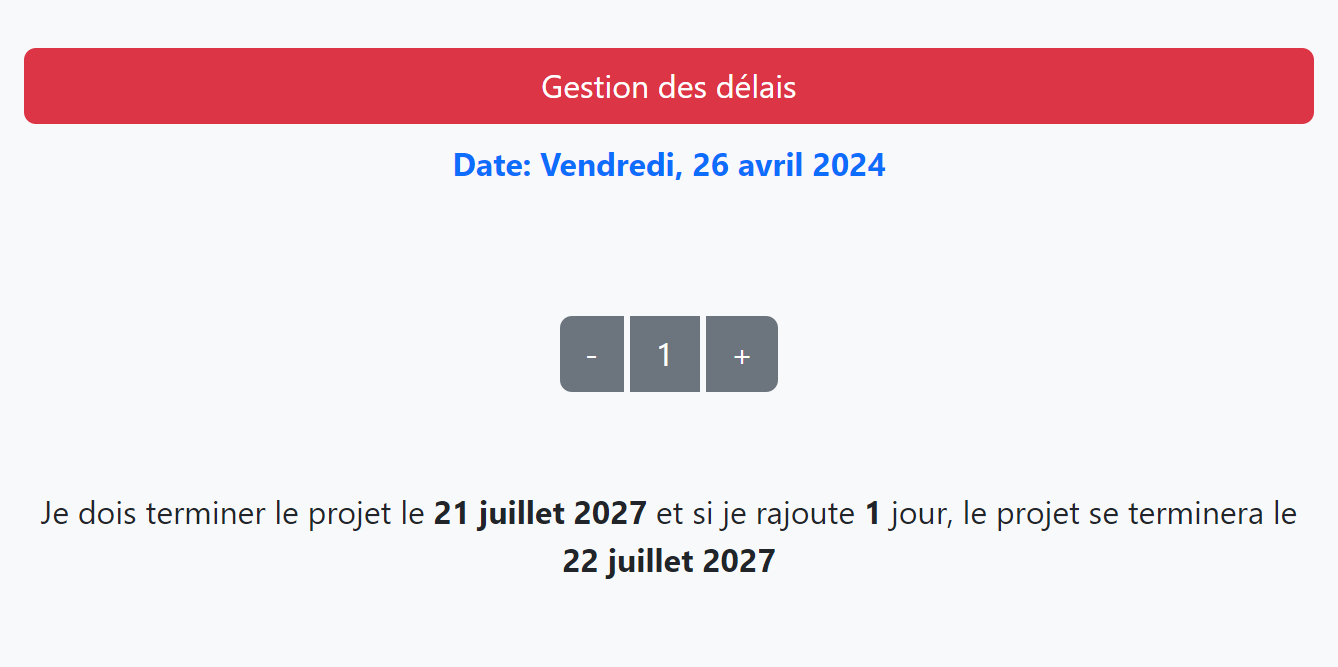 Gestion des délais
Date: Vendredi, 26 avril 2024
- 1 +
Je dois terminer le projet le 21 juillet 2027 et si je rajoute 1 jour, le projet se terminera le
22 juillet 2027